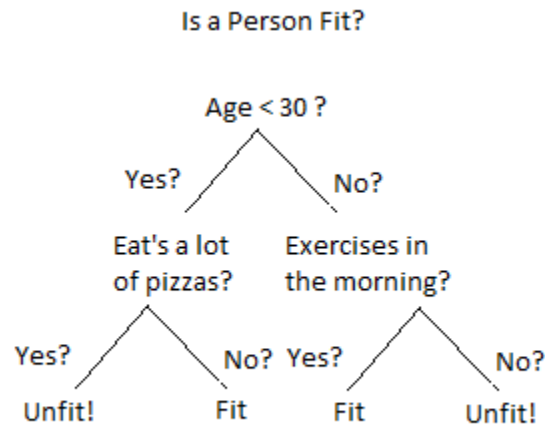 Is a Person Fit?
Age < 30 ?
Yes?
No?
Eat's a lot
of pizzas?
Exercises in
the morning?
Yes?
No?
Yes?
No?
Unfit!
Fit
Fit
Unfit!